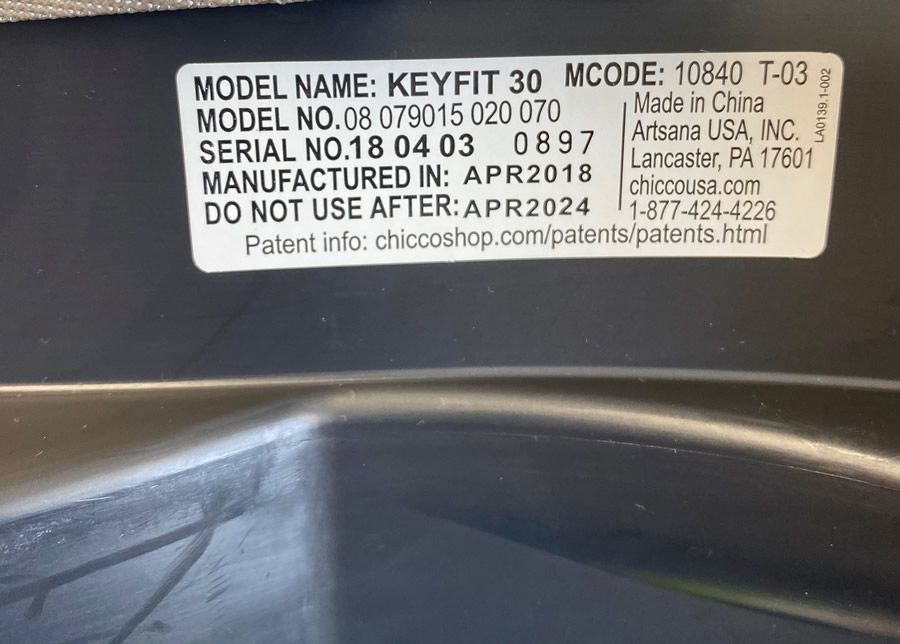 MODEL NAME: KEYFIT 30 MCODE: 10840 T-03
MODEL NO. 08 079015 020 070
SERIAL NO. 18 04 03 0897
MANUFACTURED IN: APR2018
DO NOT USE AFTER: APR2024
Made in China
Artsana USA, INC.
Lancaster, PA 17601
chiccousa.com
1-877-424-4226
Patent info: chiccoshop.com/patents/patents.html
LA0139.1-002